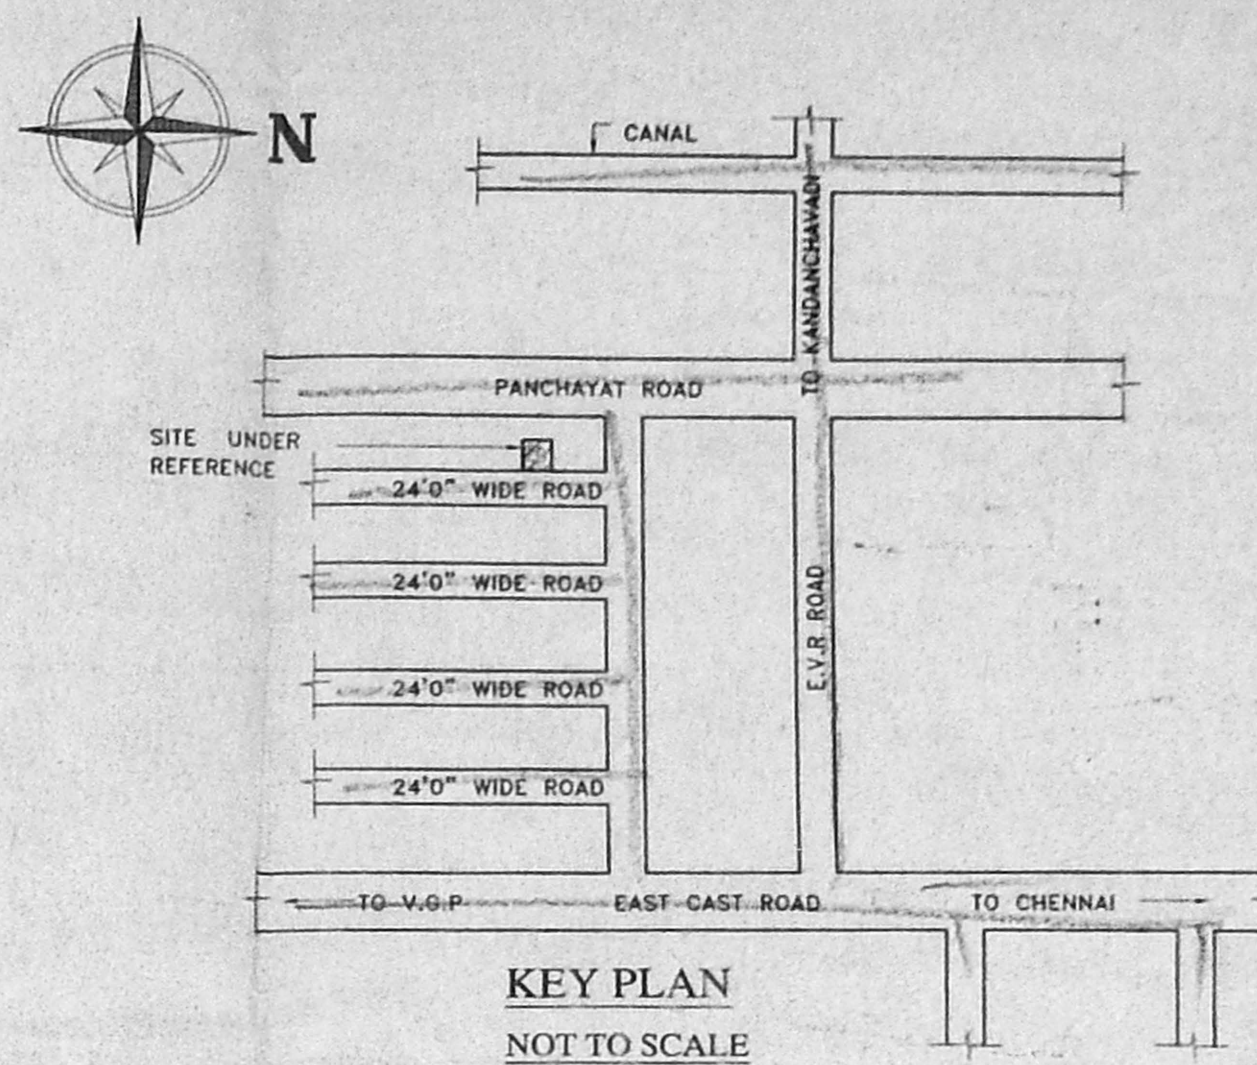 N
CANAL
TO KANDANCHAVADI
PANCHAYAT ROAD
SITE UNDER
REFERENCE
24'0" WIDE ROAD
24'0" WIDE ROAD
24'0" WIDE ROAD
24'0" WIDE ROAD
E.V.R ROAD
TO V.G.P
EAST CAST ROAD
TO CHENNAI
KEY PLAN
NOT TO SCALE